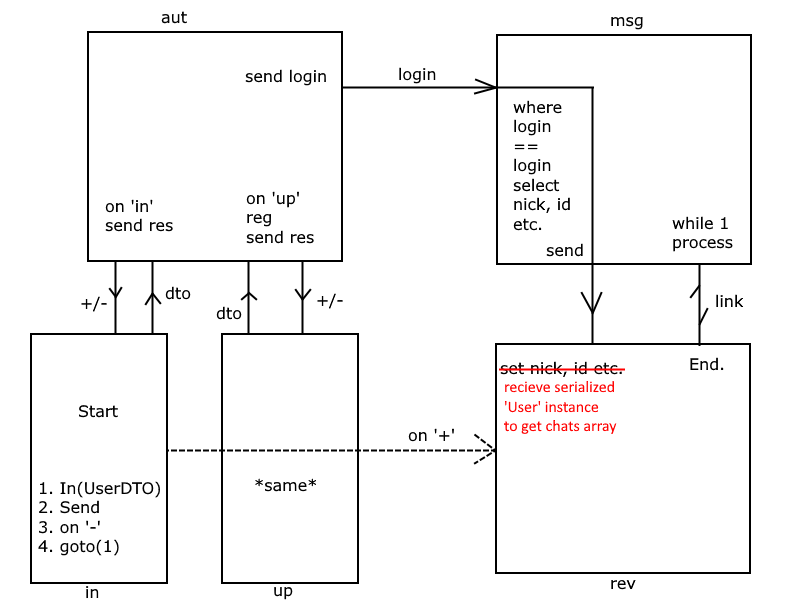 aut
msg
send login
login
where
login
==
login
select
nick, id
etc.
send
while 1
process
on 'in'
send res
on 'up'
reg
send res
+/-
dto
dto
+/-
link
set nick, id etc.
recieve serialized
'User' instance
to get chats array
End.
Start
on '+'
*same*
1. In(UserDTO)
2. Send
3. on '-'
4. goto(1)
in
up
rev